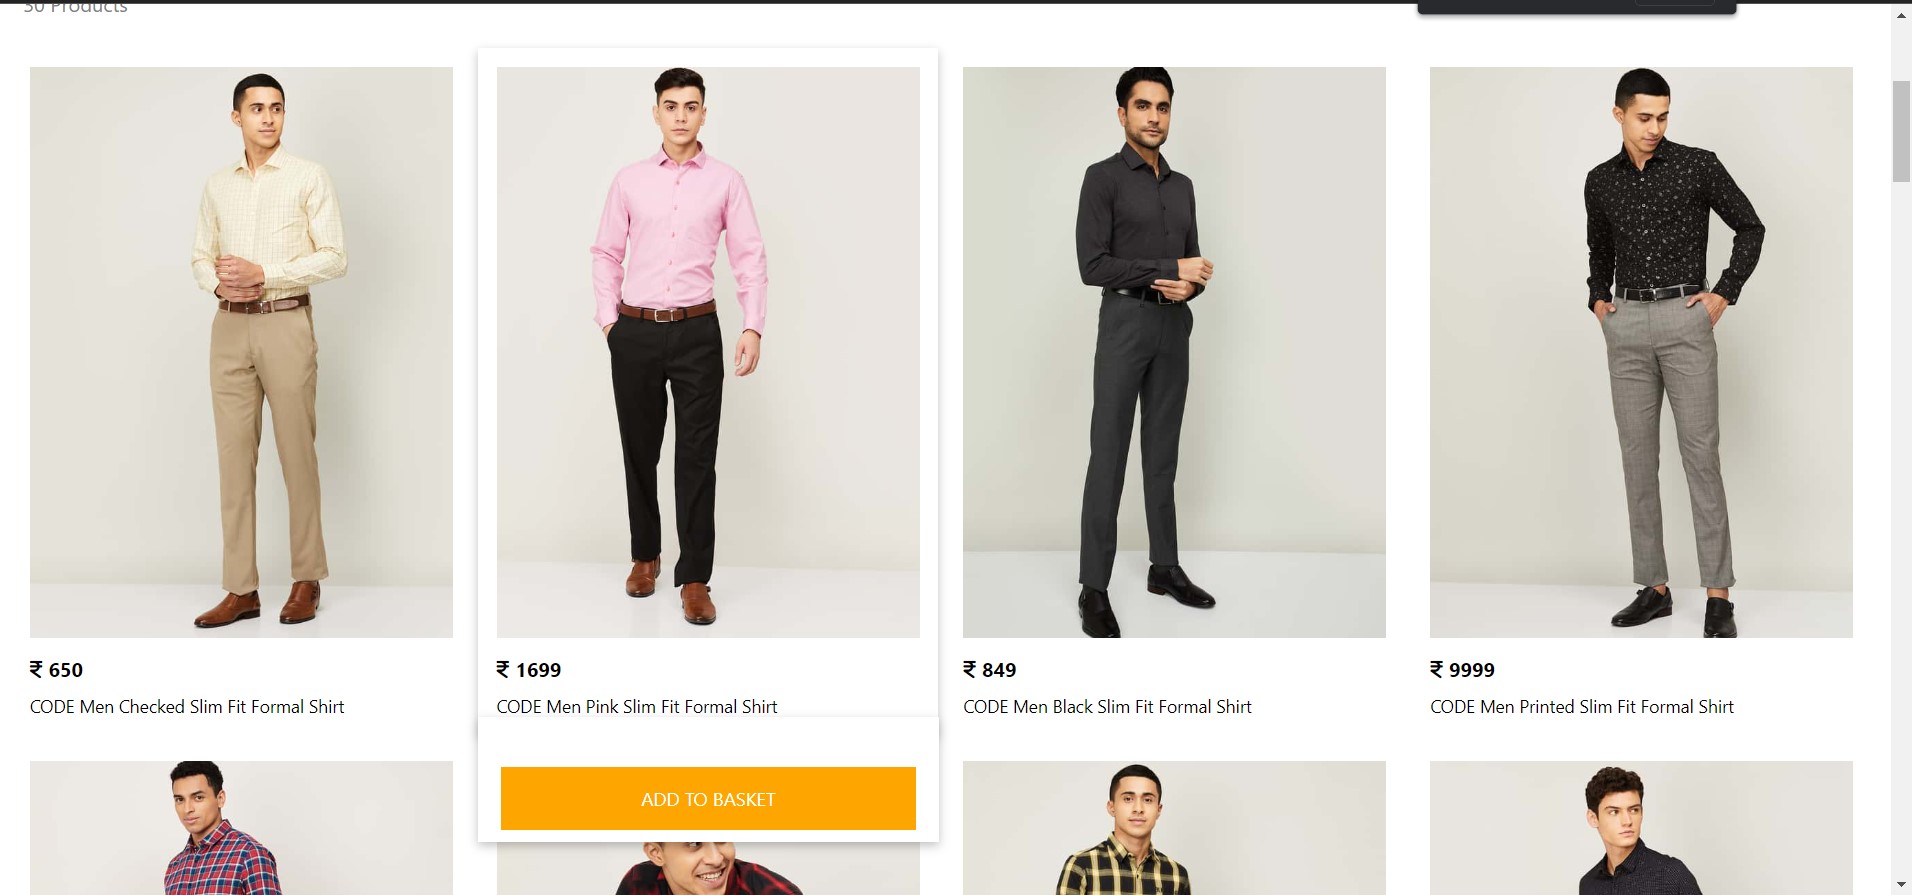 30 Products
₹ 650
CODE Men Checked Slim Fit Formal Shirt
₹ 1699
CODE Men Pink Slim Fit Formal Shirt
ADD TO BASKET
₹ 849
CODE Men Black Slim Fit Formal Shirt
₹ 9999
CODE Men Printed Slim Fit Formal Shirt